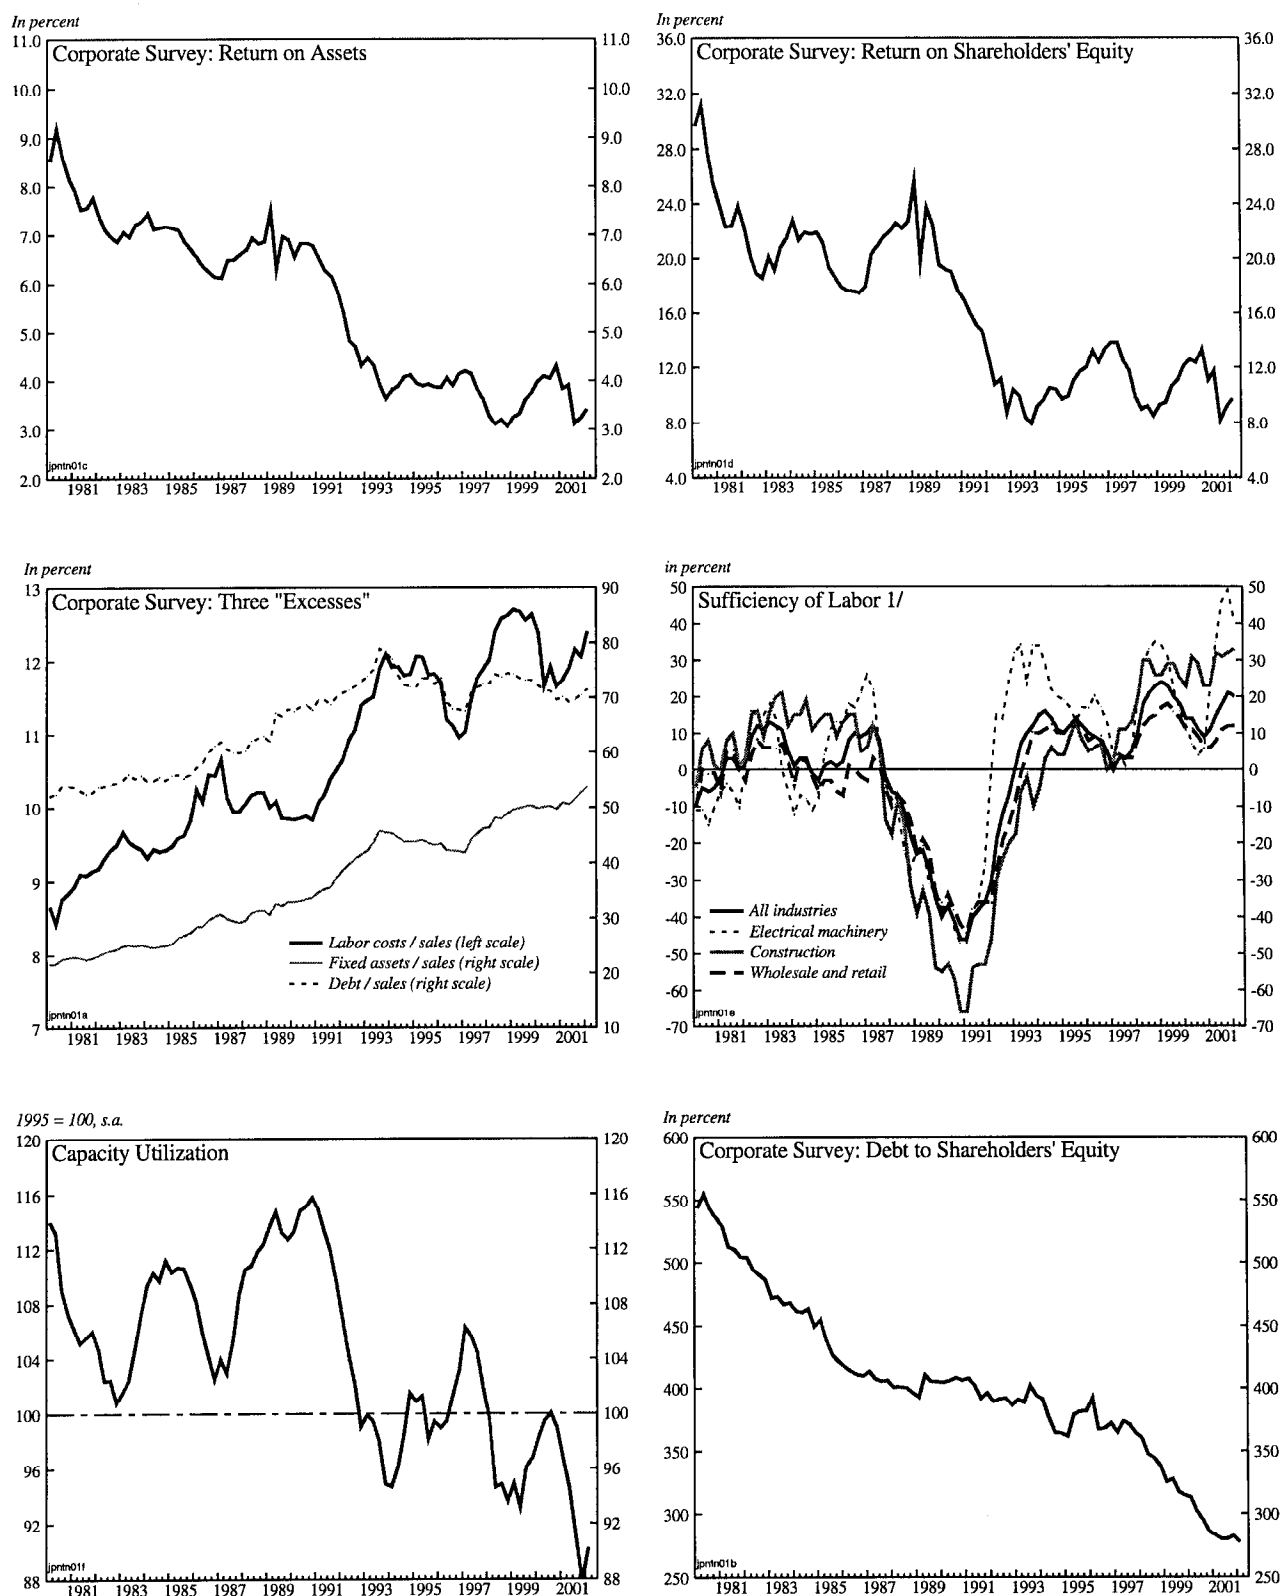 In percent
Corporate Survey: Return on Assets
11.0 11.0
10.0 10.0
9.0 9.0
8.0 8.0
7.0 7.0
6.0 6.0
5.0 5.0
4.0 4.0
3.0 3.0
2.0 2.0
jpntn01c
1981 1983 1985 1987 1989 1991 1993 1995 1997 1999 2001
In percent
Corporate Survey: Return on Shareholders' Equity
36.0 36.0
32.0 32.0
28.0 28.0
24.0 24.0
20.0 20.0
16.0 16.0
12.0 12.0
8.0 8.0
4.0 4.0
jpntn01d
1981 1983 1985 1987 1989 1991 1993 1995 1997 1999 2001
In percent
Corporate Survey: Three "Excesses"
13 90
80
12
70
11
60
10 50
40
9
30
8
20
7 10
Labor costs / sales (left scale)
Fixed assets / sales (right scale)
Debt / sales (right scale)
jpntn01a
1981 1983 1985 1987 1989 1991 1993 1995 1997 1999 2001
in percent
Sufficiency of Labor 1/
50 50
40 40
30 30
20 20
10 10
0 0
-10 -10
-20 -20
-30 -30
-40 -40
-50 -50
-60 -60
-70 -70
All industries
Electrical machinery
Construction
Wholesale and retail
jpntn01e
1981 1983 1985 1987 1989 1991 1993 1995 1997 1999 2001
1995 = 100, s.a.
Capacity Utilization
120 120
116 116
112 112
108 108
104 104
100 100
96 96
92 92
88 88
jpntn01f
1981 1983 1985 1987 1989 1991 1993 1995 1997 1999 2001
In percent
Corporate Survey: Debt to Shareholders' Equity
600 600
550 550
500 500
450 450
400 400
350 350
300 300
250 250
jpntn01b
1981 1983 1985 1987 1989 1991 1993 1995 1997 1999 2001